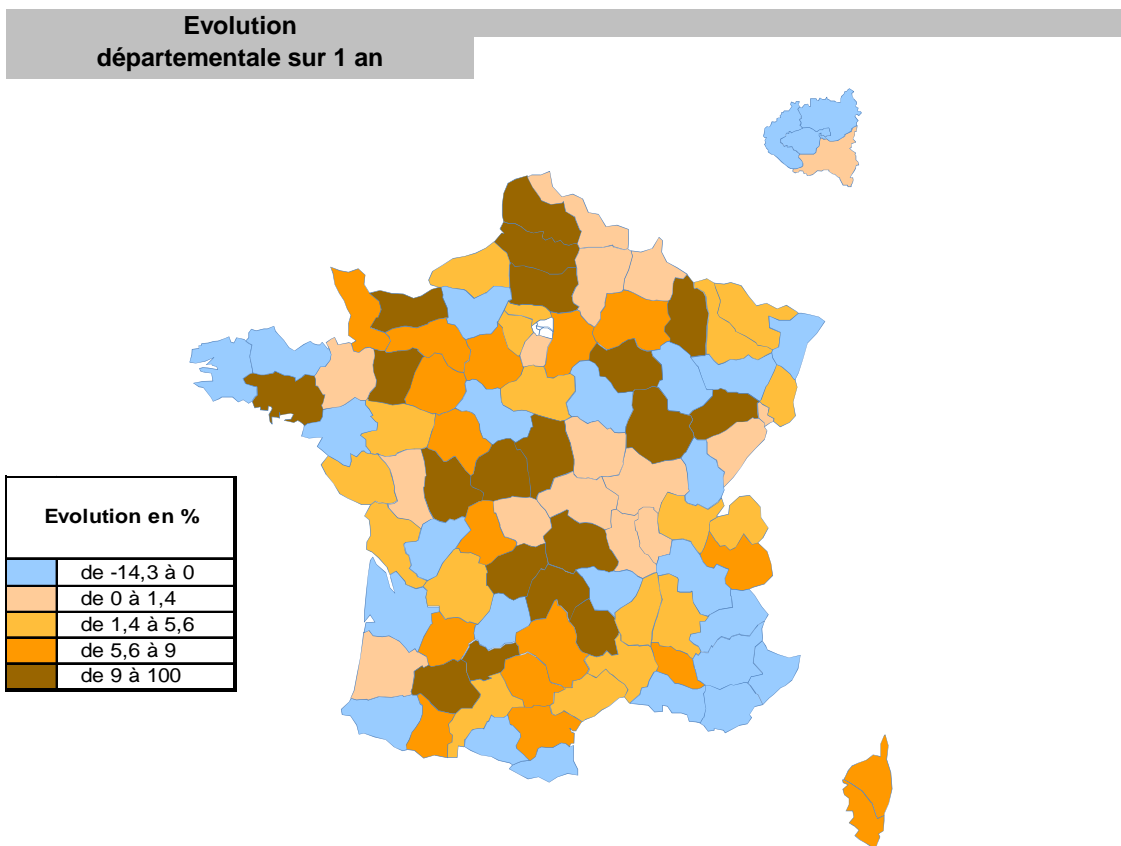 Evolution
départementale sur 1 an
Evolution en %
de -14,3 à 0
de 0 à 1,4
de 1,4 à 5,6
de 5,6 à 9
de 9 à 100